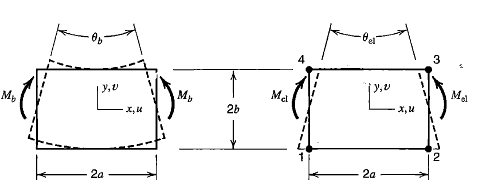 θb
θel
4
3
Mb
y,v
x,u
Mb
2b
Mel
y,v
x,u
Mel
1
2
2a
2a